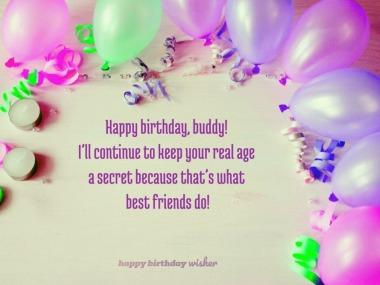 Happy birthday, buddy!
I'll continue to keep your real age
a secret because that's what
best friends do!
happy birthday wisher